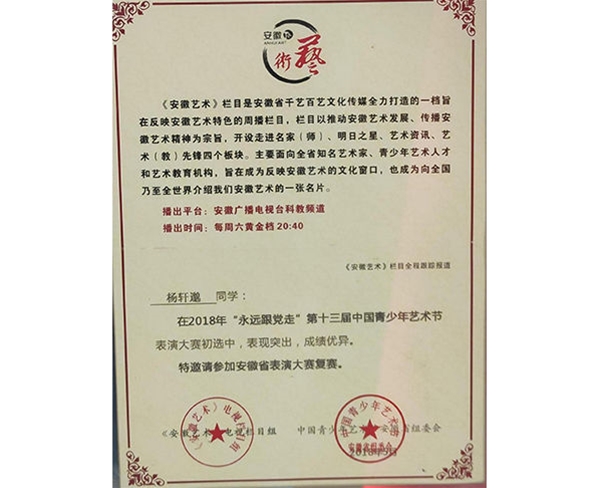 安徽
ANHUI ART
藝
術
《安徽艺术》栏目是安徽省千艺百艺文化传媒全力打造的一档旨
在反映安徽艺术特色的周播栏目，栏目以推动安徽艺术发展、传播安
徽艺术精神为宗旨，开设走进名家（师）、明日之星、艺术资讯、艺
术（教）先锋四个板块。主要面向全省知名艺术家、青少年艺术人才
和艺术教育机构，旨在成为反映安徽艺术的文化窗口，也成为向全国
乃至全世界介绍我们安徽艺术的一张名片。
播出平台：安徽广播电视台科教频道
播出时间：每周六黄金档 20:40
《安徽艺术》栏目全程跟踪报道
杨轩邈 同学：
在2018年“永远跟党走”第十三届中国青少年艺术节
表演大赛初选中，表现突出，成绩优异。
特邀请参加安徽省表演大赛复赛。
《安徽艺术》电视栏目组
中国青少年艺术节安徽省组委会